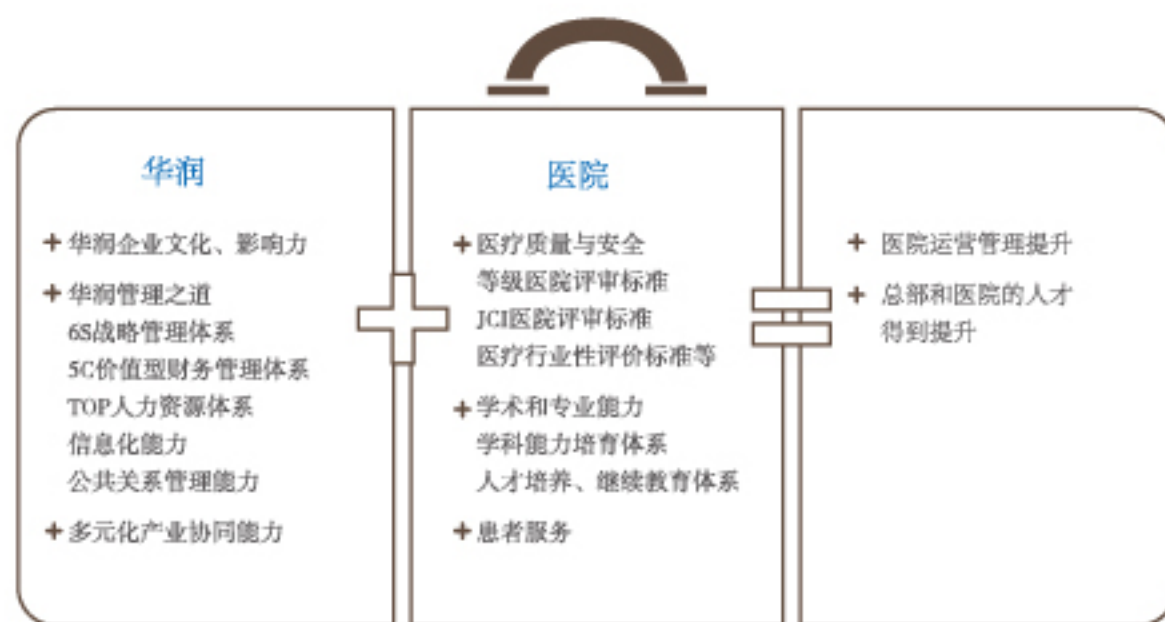 华润
+ 华润企业文化、影响力
+ 华润管理之道
6S战略管理体系
5C价值型财务管理体系
TOP人力资源体系
信息化能力
公共关系管理能力
+ 多元化产业协同能力
+
医院
+ 医疗质量与安全
等级医院评审标准
JCI医院评审标准
医疗行业性评价标准等
+ 学术和专业能力
学科能力培育体系
人才培养、继续教育体系
+ 患者服务
=
+ 医院运营管理提升
+ 总部和医院的人才
得到提升